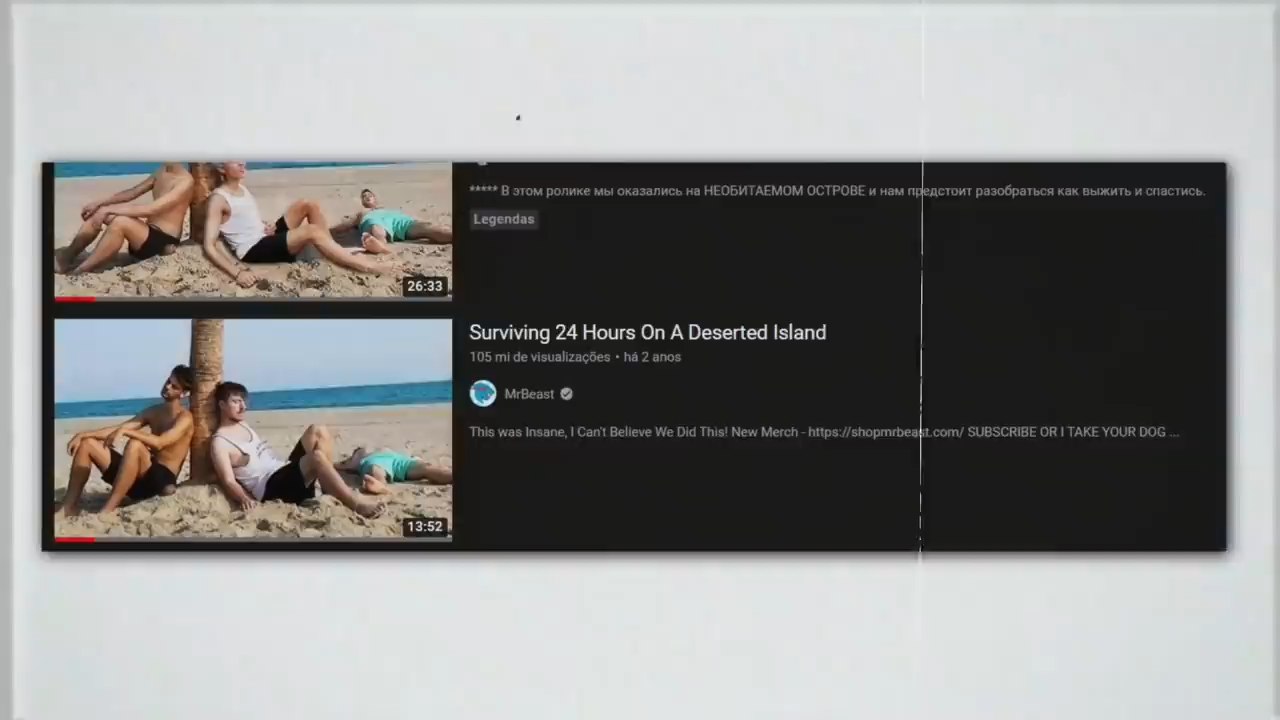 ***** В этом ролике мы оказались на НЕОБИТАЕМОМ ОСТРОВЕ и нам предстоит разобраться как выжить и спастись.
Legendas
26:33
Surviving 24 Hours On A Deserted Island
105 mi de visualizações • há 2 anos
MrBeast
This was Insane, I Can't Believe We Did This! New Merch - https://shopmrbeast.com/ SUBSCRIBE OR I TAKE YOUR DOG ...
13:52